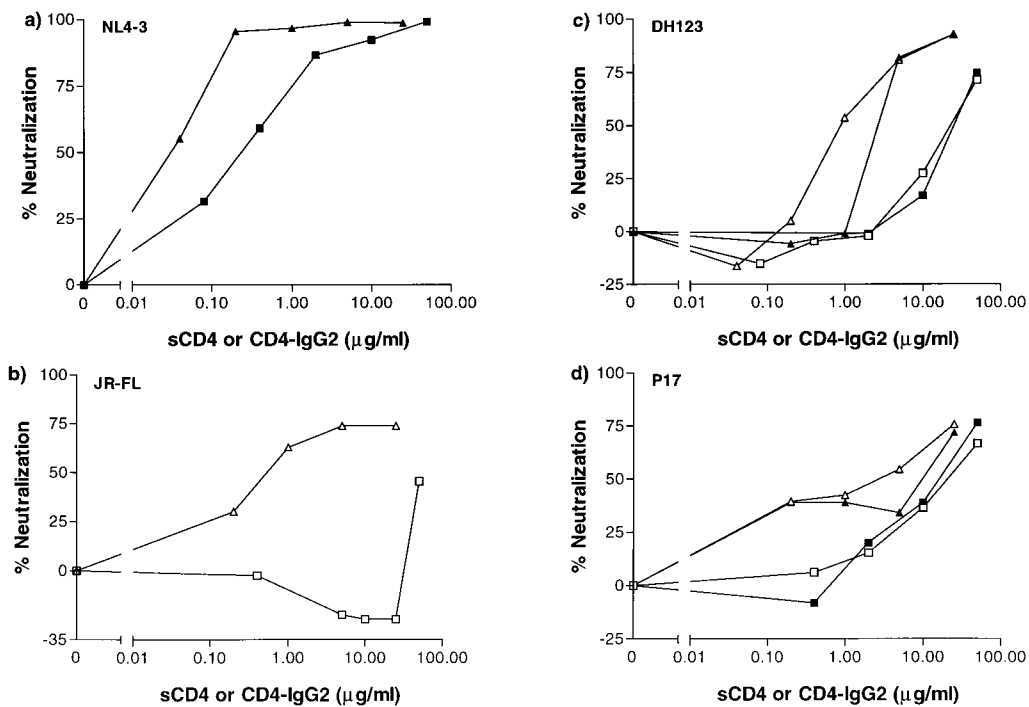 a) NL4-3
100
75
50
25
0
% Neutralization
0 0.01 0.10 1.00 10.00 100.00
sCD4 or CD4-IgG2 (μg/ml)
b) JR-FL
100
75
50
25
0
-35
% Neutralization
0 0.01 0.10 1.00 10.00 100.00
sCD4 or CD4-IgG2 (μg/ml)
c) DH123
100
75
50
25
0
-25
% Neutralization
0 0.01 0.10 1.00 10.00 100.00
sCD4 or CD4-IgG2 (μg/ml)
d) P17
100
75
50
25
0
-25
% Neutralization
0 0.01 0.10 1.00 10.00 100.00
sCD4 or CD4-IgG2 (μg/ml)